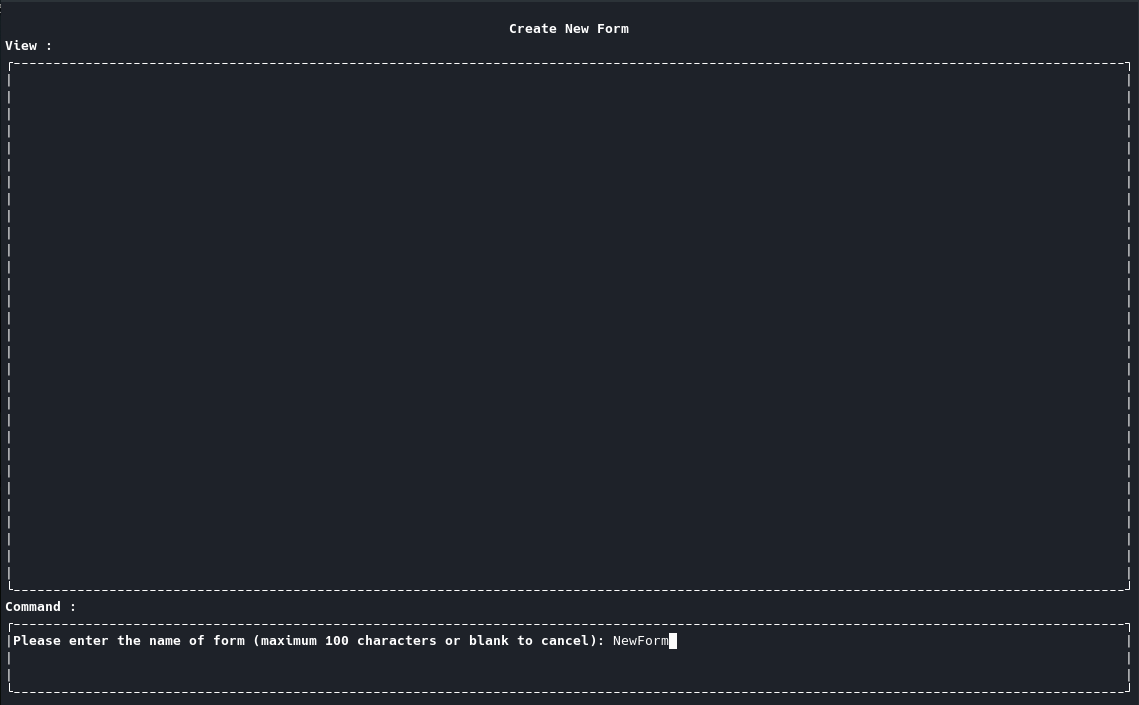 Create New Form
View :
Command :
Please enter the name of form (maximum 100 characters or blank to cancel): NewForm